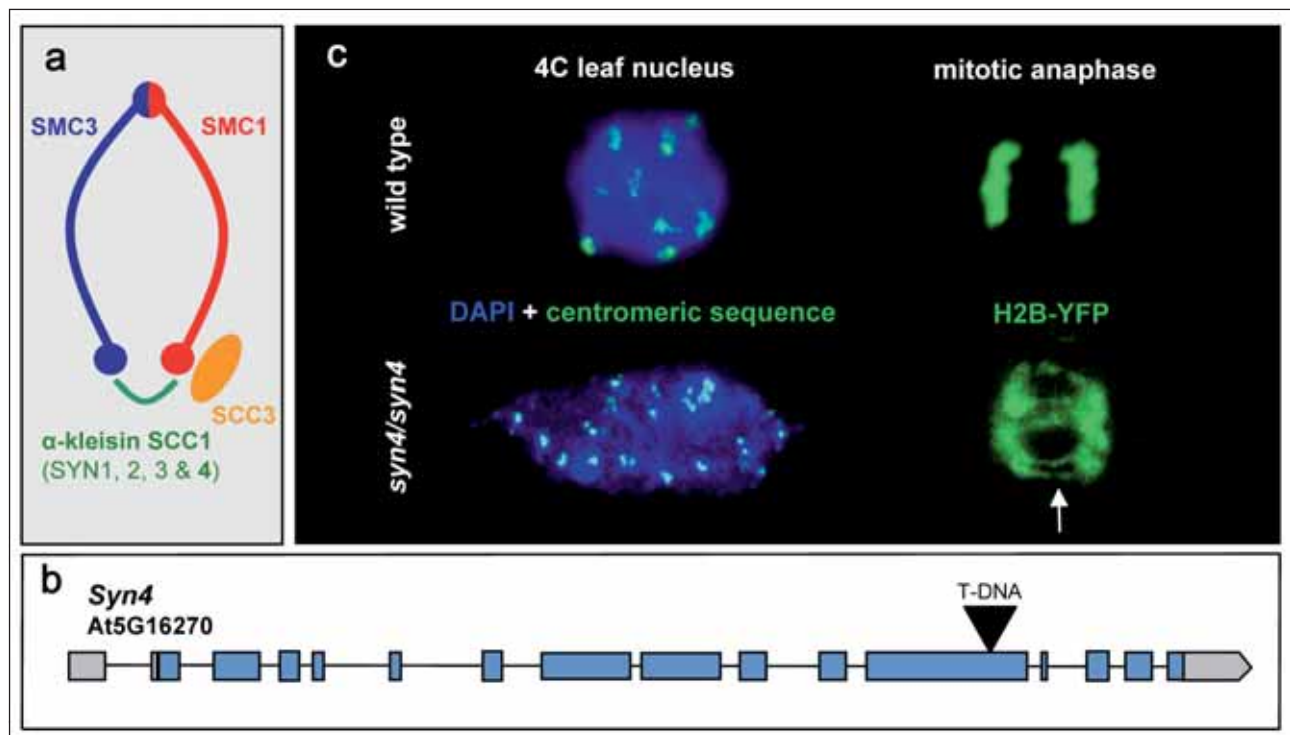 a
SMC3 SMC1
SCC3
α-kleisin SCC1
(SYN1, 2, 3 & 4)
c
4C leaf nucleus mitotic anaphase
wild type
DAPI + centromeric sequence H2B-YFP
syn4/syn4
b
Syn4
At5G16270
T-DNA